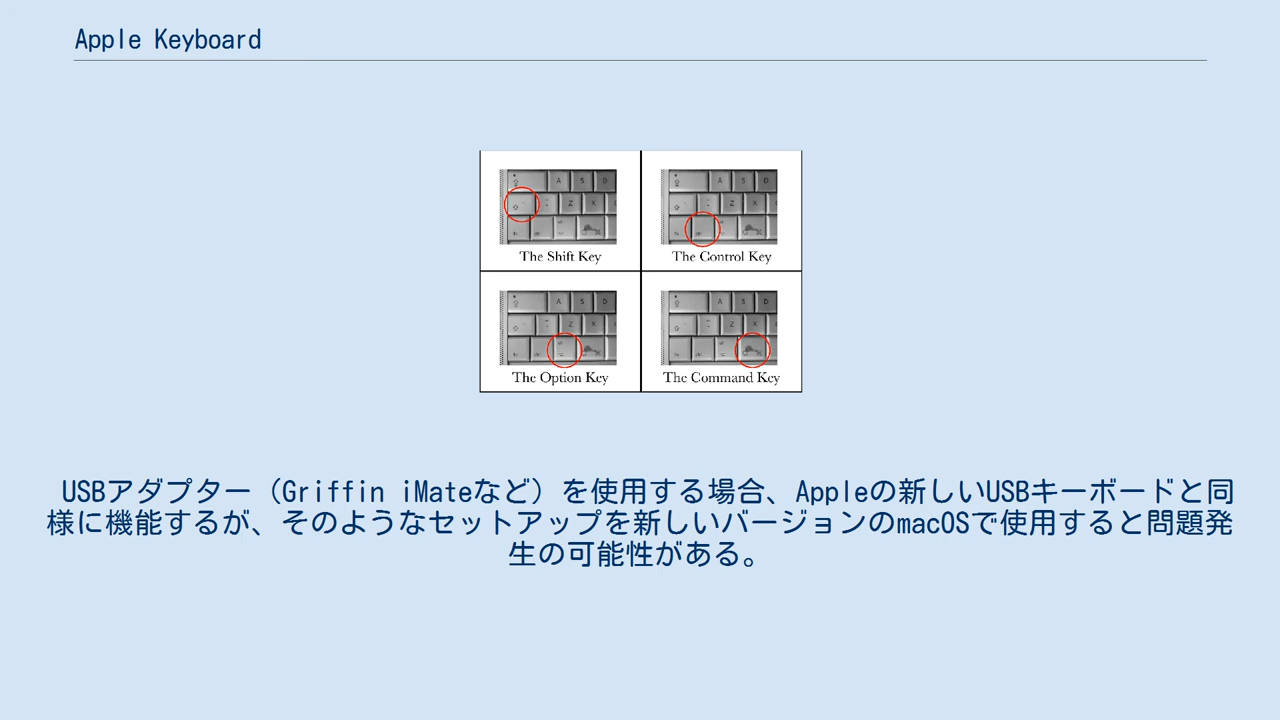 Apple Keyboard
The Shift Key
The Control Key
The Option Key
The Command Key
USBアダプター（Griffin iMateなど）を使用する場合、Appleの新しいUSBキーボードと同
様に機能するが、そのようなセットアップを新しいバージョンのmacOSで使用すると問題発
生の可能性がある。